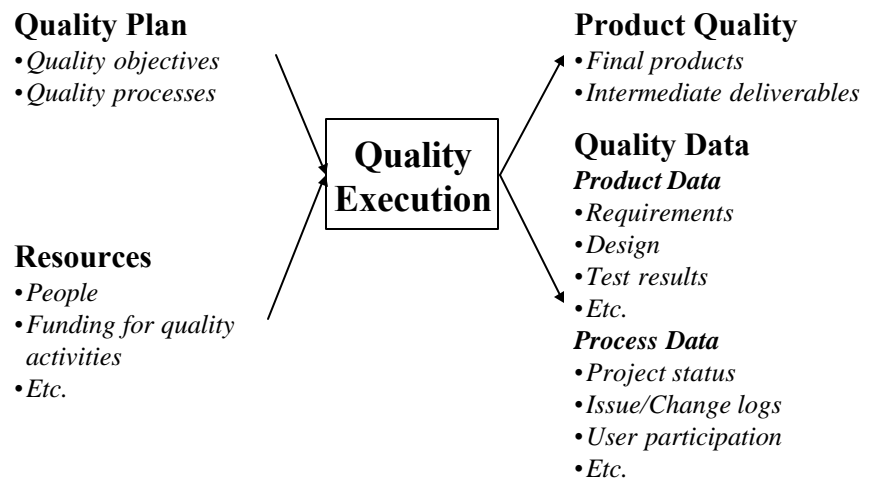 Quality Plan
•Quality objectives
•Quality processes
Resources
•People
•Funding for quality
activities
•Etc.
Quality
Execution
Product Quality
•Final products
•Intermediate deliverables
Quality Data
Product Data
•Requirements
•Design
•Test results
•Etc.
Process Data
•Project status
•Issue/Change logs
•User participation
•Etc.